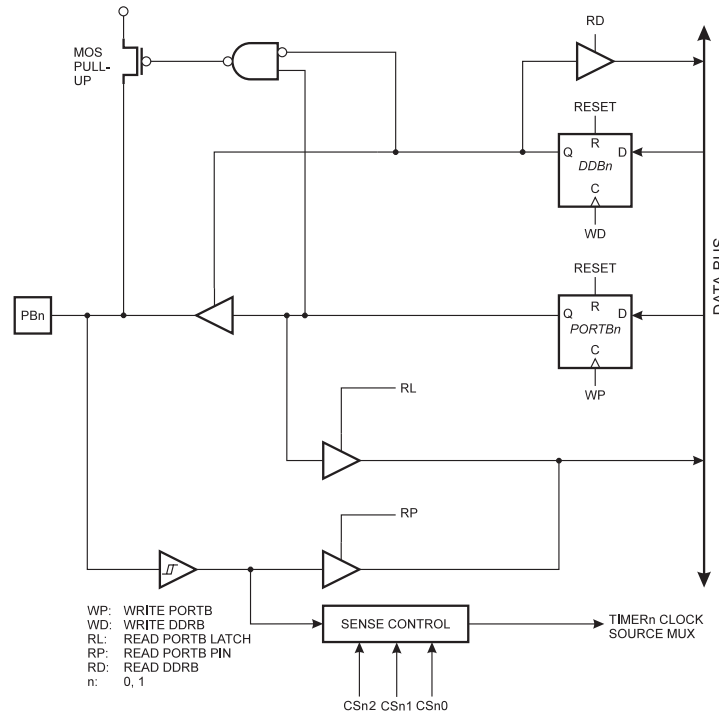 RD
MOS
PULL-
UP
RESET
R
Q
D
DDBn
C
WD
DATA BUS
RESET
R
PBn
Q
D
PORTBn
C
WP
RL
RP
WP: WRITE PORTB
WD: WRITE DDRB
RL: READ PORTB LATCH
RP: READ PORTB PIN
RD: READ DDRB
n: 0, 1
SENSE CONTROL
TIMERn CLOCK
SOURCE MUX
CSn2 CSn1 CSn0